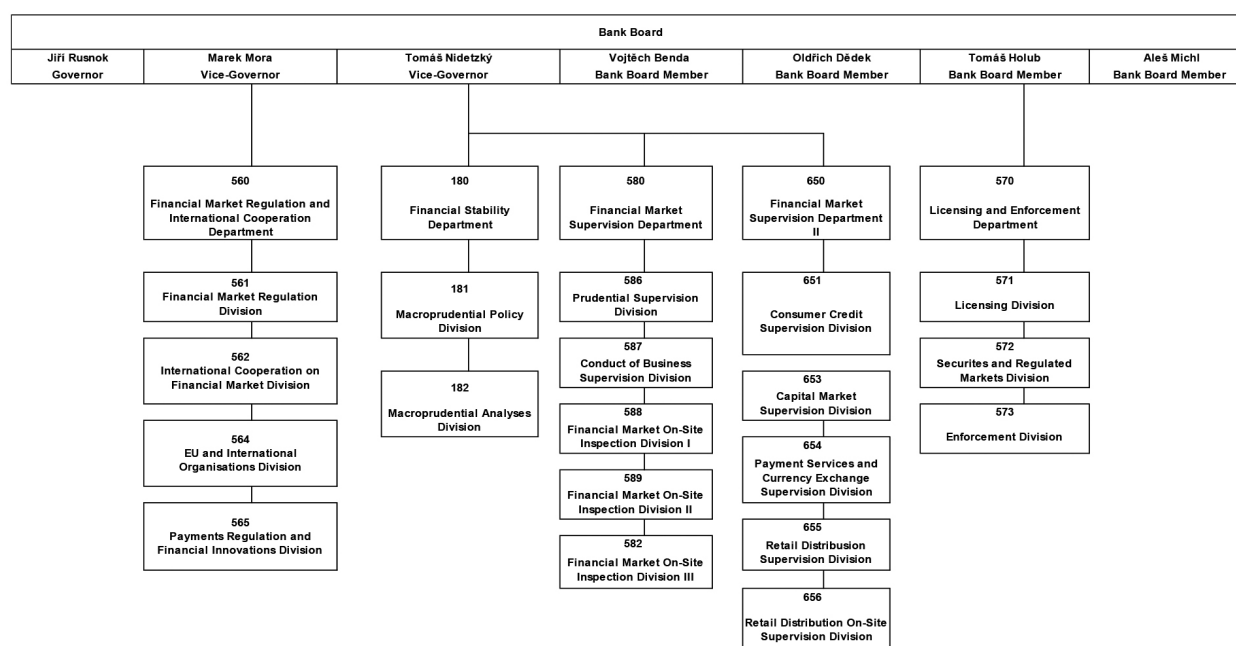 Bank Board
Jiří Rusnok
Governor
Marek Mora
Vice-Governor
Tomáš Nidetzký
Vice-Governor
Vojtěch Benda
Bank Board Member
Oldřich Dědek
Bank Board Member
Tomáš Holub
Bank Board Member
Aleš Michl
Bank Board Member
560
Financial Market Regulation and
International Cooperation
Department
561
Financial Market Regulation
Division
562
International Cooperation on
Financial Market Division
564
EU and International
Organisations Division
565
Payments Regulation and
Financial Innovations Division
180
Financial Stability
Department
181
Macroprudential Policy
Division
182
Macroprudential Analyses
Division
580
Financial Market
Supervision Department
586
Prudential Supervision
Division
587
Conduct of Business
Supervision Division
588
Financial Market On-Site
Inspection Division I
589
Financial Market On-Site
Inspection Division II
582
Financial Market On-Site
Inspection Division III
650
Financial Market
Supervision Department
II
651
Consumer Credit
Supervision Division
653
Capital Market
Supervision Division
654
Payment Services and
Currency Exchange
Supervision Division
655
Retail Distribusion
Supervision Division
656
Retail Distribution On-Site
Supervision Division
570
Licensing and Enforcement
Department
571
Licensing Division
572
Securites and Regulated
Markets Division
573
Enforcement Division